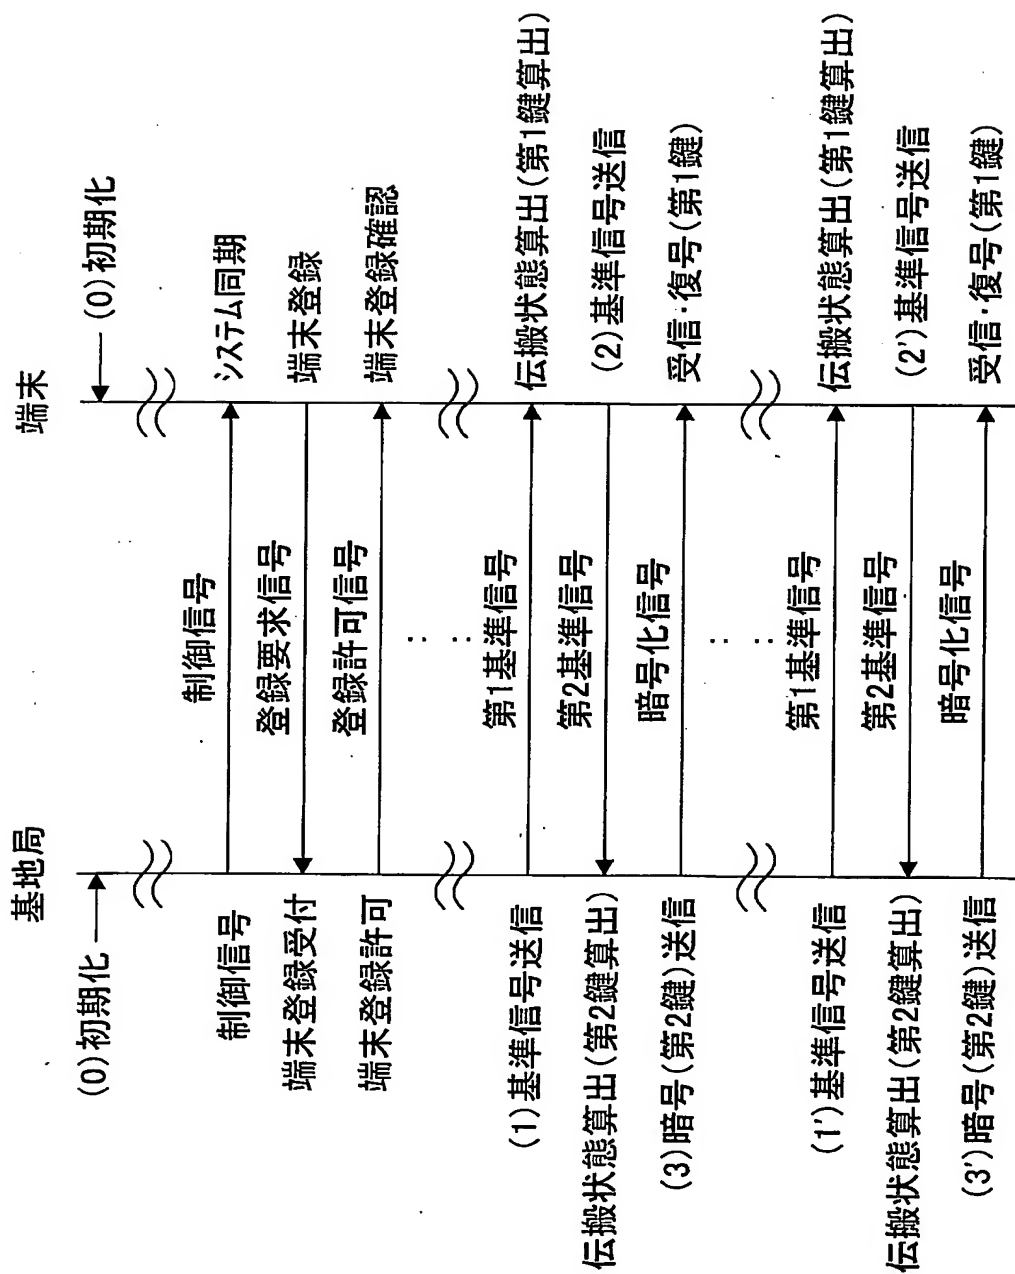 基地局
端末
(0)初期化
(0)初期化
制御信号
制御信号
システム同期
端末登録受付
登録要求信号
端末登録
端末登録許可
登録許可信号
端末登録確認
(1)基準信号送信
第1基準信号
伝搬状態算出(第1鍵算出)
伝搬状態算出(第2鍵算出)
第2基準信号
(2)基準信号送信
(3)暗号(第2鍵)送信
暗号化信号
受信・復号(第1鍵)
(1')基準信号送信
第1基準信号
伝搬状態算出(第1鍵算出)
伝搬状態算出(第2鍵算出)
第2基準信号
(2')基準信号送信
(3')暗号(第2鍵)送信
暗号化信号
受信・復号(第1鍵)